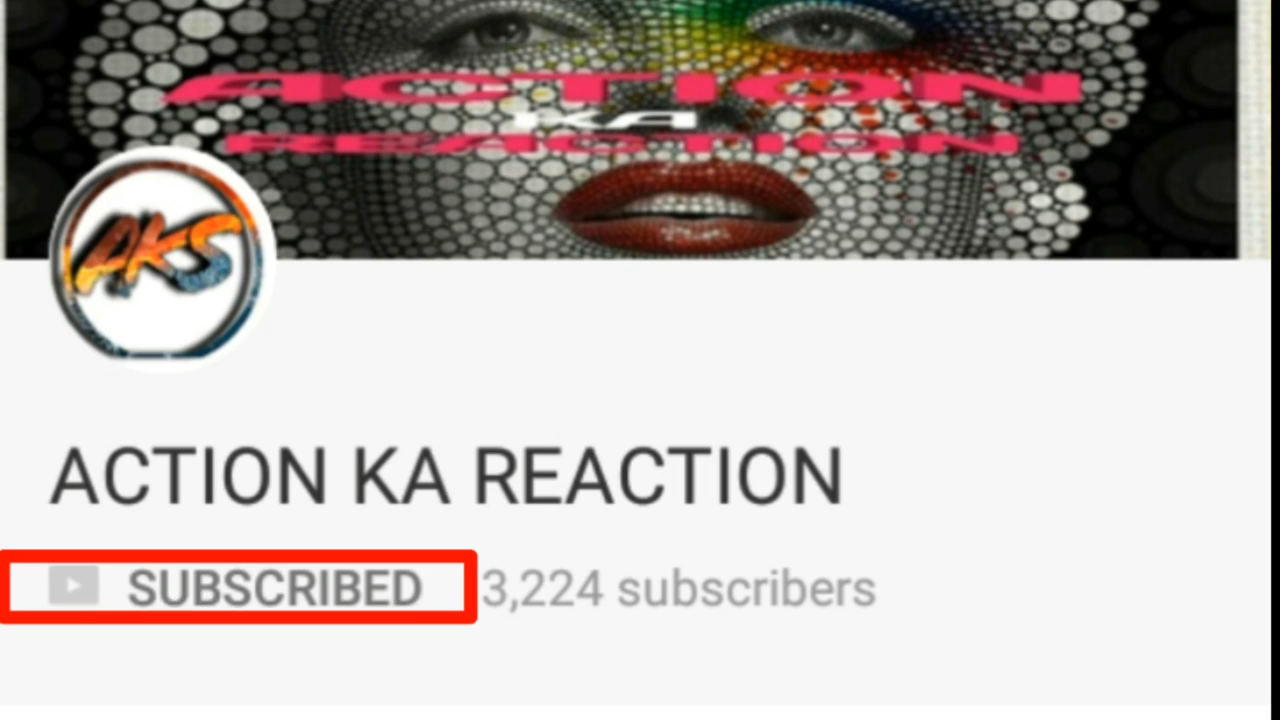 ACTION
KA
REACTION
AKS
ACTION KA REACTION
SUBSCRIBED 3,224 subscribers